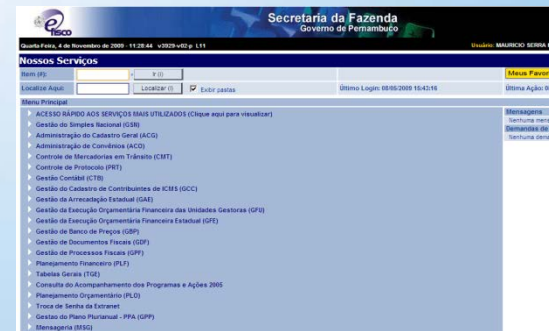 e fisco
Secretaria da Fazenda
Governo de Pernambuco
Quarta-Feira, 4 de Novembro de 2009 - 11:28:44 v3929-v02-p L11
Usuário: MAURICIO SERRA
Nossos Serviços
Item (#):
Ir (i)
Meus Favor
Localize Aqui:
Localizar (l)
Exibir pastas
Último Login: 08/05/2009 15:43:16
Última Ação: 0
Menu Principal
Mensagens
ACESSO RÁPIDO AOS SERVIÇOS MAIS UTILIZADOS (Clique aqui para visualizar)
Nenhuma mens
Gestão do Simples Nacional (GSN)
Demandas de
Administração do Cadastro Geral (ACG)
Nenhuma dema
Administração de Convênios (ACO)
Controle de Mercadorias em Trânsito (CMT)
Controle de Protocolo (PRT)
Gestão Contábil (CTB)
Gestão do Cadastro de Contribuintes de ICMS (GCC)
Gestão da Arrecadação Estadual (GAE)
Gestão da Execução Orçamentária Financeira das Unidades Gestoras (GFU)
Gestão da Execução Orçamentária Financeira Estadual (GFE)
Gestão de Banco de Preços (GBP)
Gestão de Documentos Fiscais (GDF)
Gestão de Processos Fiscais (GPF)
Planejamento Financeiro (PLF)
Tabelas Gerais (TGE)
Consulta do Acompanhamento dos Programas e Ações 2005
Planejamento Orçamentário (PLO)
Troca de Senha da Extranet
Gestao do Plano Plurianual - PPA (GPP)
Mensageria (MSG)